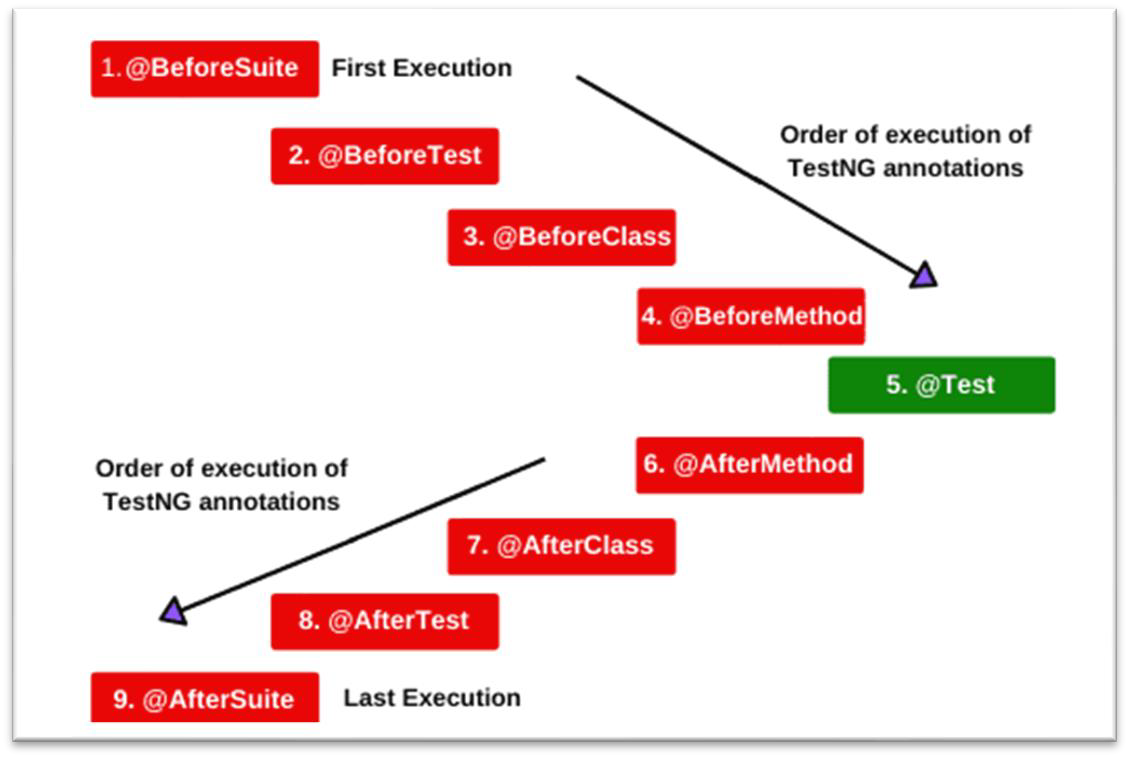 1.@BeforeSuite First Execution
Order of execution of
TestNG annotations
2. @BeforeTest
3. @BeforeClass
4. @BeforeMethod
5. @Test
6. @AfterMethod
Order of execution of
TestNG annotations
7. @AfterClass
8. @AfterTest
9. @AfterSuite Last Execution